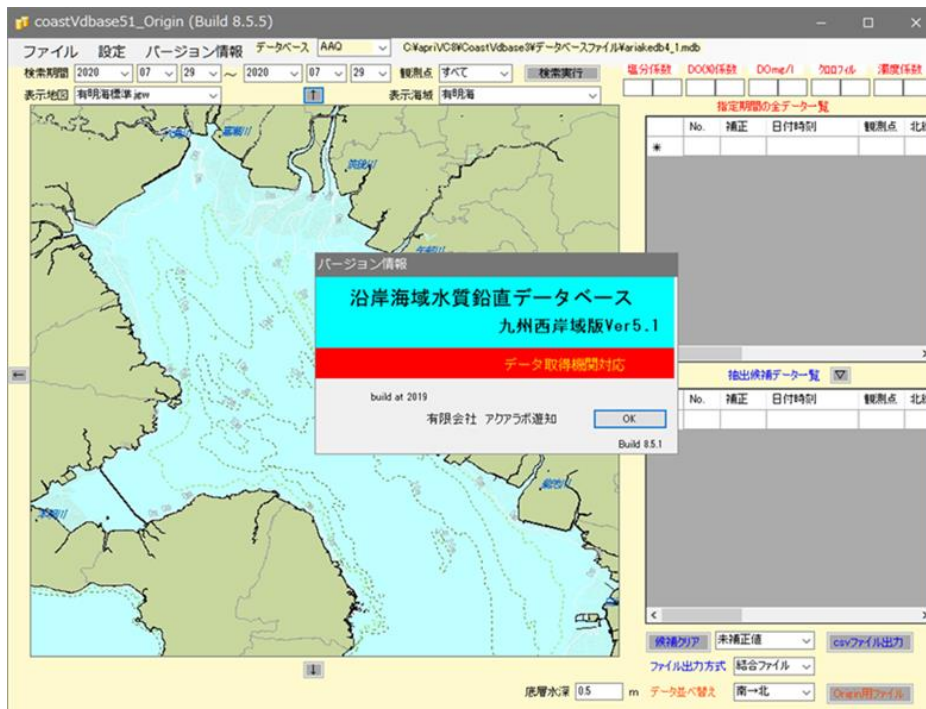 coastVdbase51_Origin (Build 8.5.5)
ファイル 設定 バージョン情報 データベース AAQ C:¥apriVC8¥CoastVdbase3¥データベースファイル¥ariakedb4_1.mdb
検索期間 2020 07 29 ～ 2020 07 29 観測点 すべて 検索実行
塩分係数 DO(%)係数 DOmg/l クロロフィル 濁度係数
表示地図 有明海標準.jgw ↑ 表示海域 有明海
指定期間の全データ一覧
No. 補正 日付時刻 観測点
*
バージョン情報
沿岸海域水質鉛直データベース
九州西岸域版Ver5.1
データ取得機関対応
build at 2019
有限会社 アクアラボ遊知 OK
Build 8.5.1
←
抽出候補データ一覧 ▽
No. 補正 日付時刻 観測点
候補クリア 未補正値 csvファイル出力
ファイル出力方式 結合ファイル
↓
底層水深 0.5 m データ並べ替え 南→北 Origin用ファイル